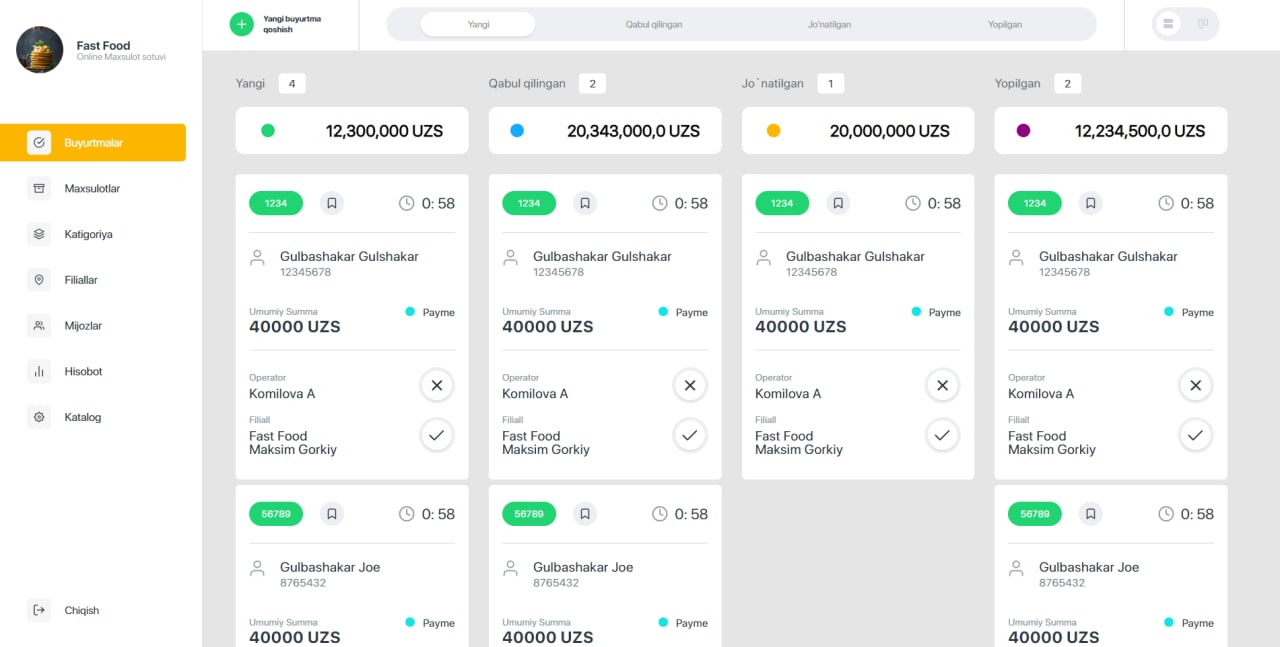 Fast Food
Online Maxsulot sotuvi
Buyurtmalar
Maxsulotlar
Katigoriya
Filiallar
Mijozlar
Hisobot
Katalog
Chiqish
Yangi buyurtma
qoshish
Yangi
Qabul qilingan
Jo'natilgan
Yopilgan
Yangi 4
12,300,000 UZS
1234 0: 58
Gulbashakar Gulshakar
12345678
Umumiy Summa
40000 UZS
Payme
Operator
Komilova A
Filiall
Fast Food
Maksim Gorkiy
56789 0: 58
Gulbashakar Joe
8765432
Umumiy Summa
40000 UZS
Payme
Qabul qilingan 2
20,343,000,0 UZS
1234 0: 58
Gulbashakar Gulshakar
12345678
Umumiy Summa
40000 UZS
Payme
Operator
Komilova A
Filiall
Fast Food
Maksim Gorkiy
56789 0: 58
Gulbashakar Joe
8765432
Umumiy Summa
40000 UZS
Payme
Jo`natilgan 1
20,000,000 UZS
1234 0: 58
Gulbashakar Gulshakar
12345678
Umumiy Summa
40000 UZS
Payme
Operator
Komilova A
Filiall
Fast Food
Maksim Gorkiy
Yopilgan 2
12,234,500,0 UZS
1234 0: 58
Gulbashakar Gulshakar
12345678
Umumiy Summa
40000 UZS
Payme
Operator
Komilova A
Filiall
Fast Food
Maksim Gorkiy
56789 0: 58
Gulbashakar Joe
8765432
Umumiy Summa
40000 UZS
Payme